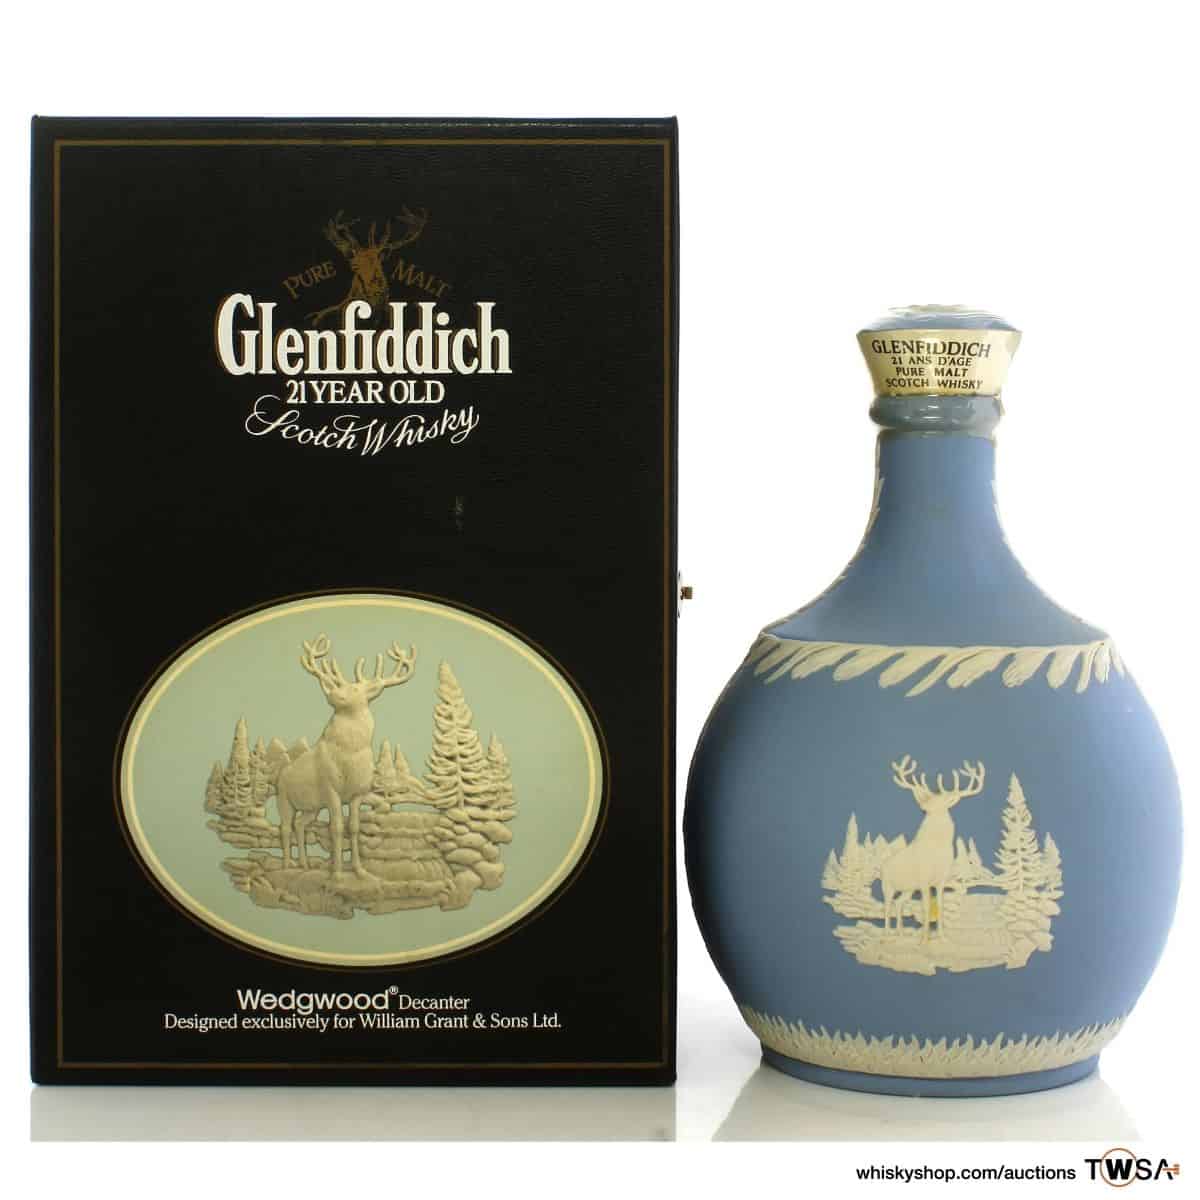 PURE MALT
Glenfiddich
21 YEAR OLD
Scotch Whisky
Wedgwood® Decanter
Designed exclusively for William Grant & Sons Ltd.
GLENFIDDICH
21 ANS D'AGE
PURE MALT
SCOTCH WHISKY
whiskyshop.com/auctions TWSA